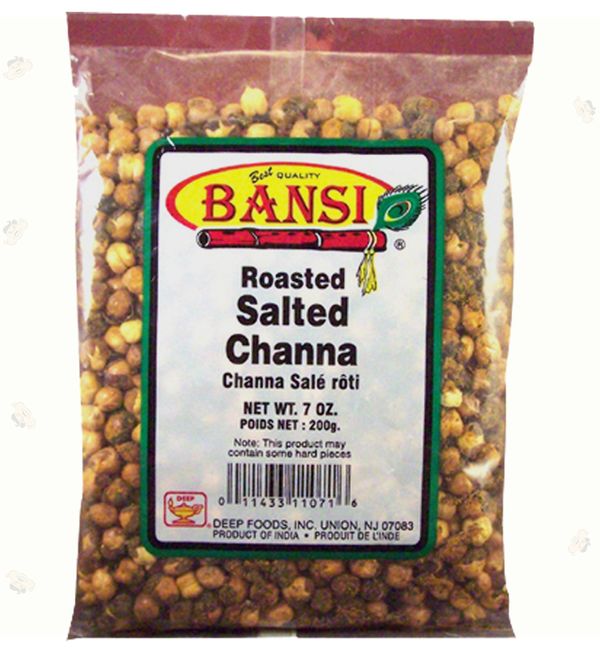 Best QUALITY
BANSI
®
Roasted
Salted
Channa
Channa Salé rôti
NET WT. 7 OZ.
POIDS NET : 200g.
Note: This product may
contain some hard pieces
0 11433 11071 6
DEEP
® DEEP FOODS, INC. UNION, NJ 07083
PRODUCT OF INDIA • PRODUIT DE L'INDE